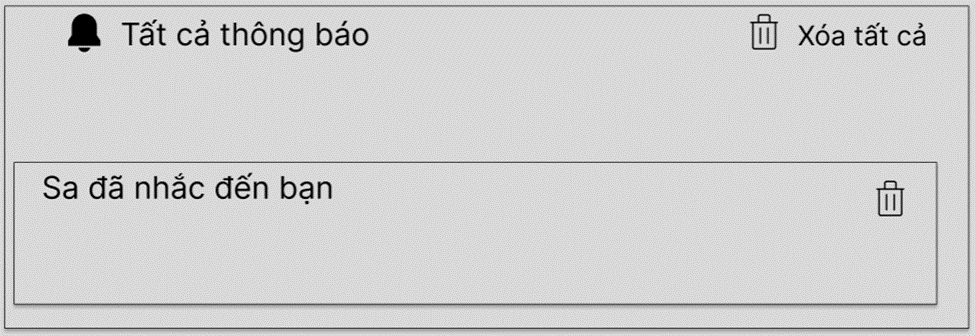 Tất cả thông báo
Xóa tất cả
Sa đã nhắc đến bạn